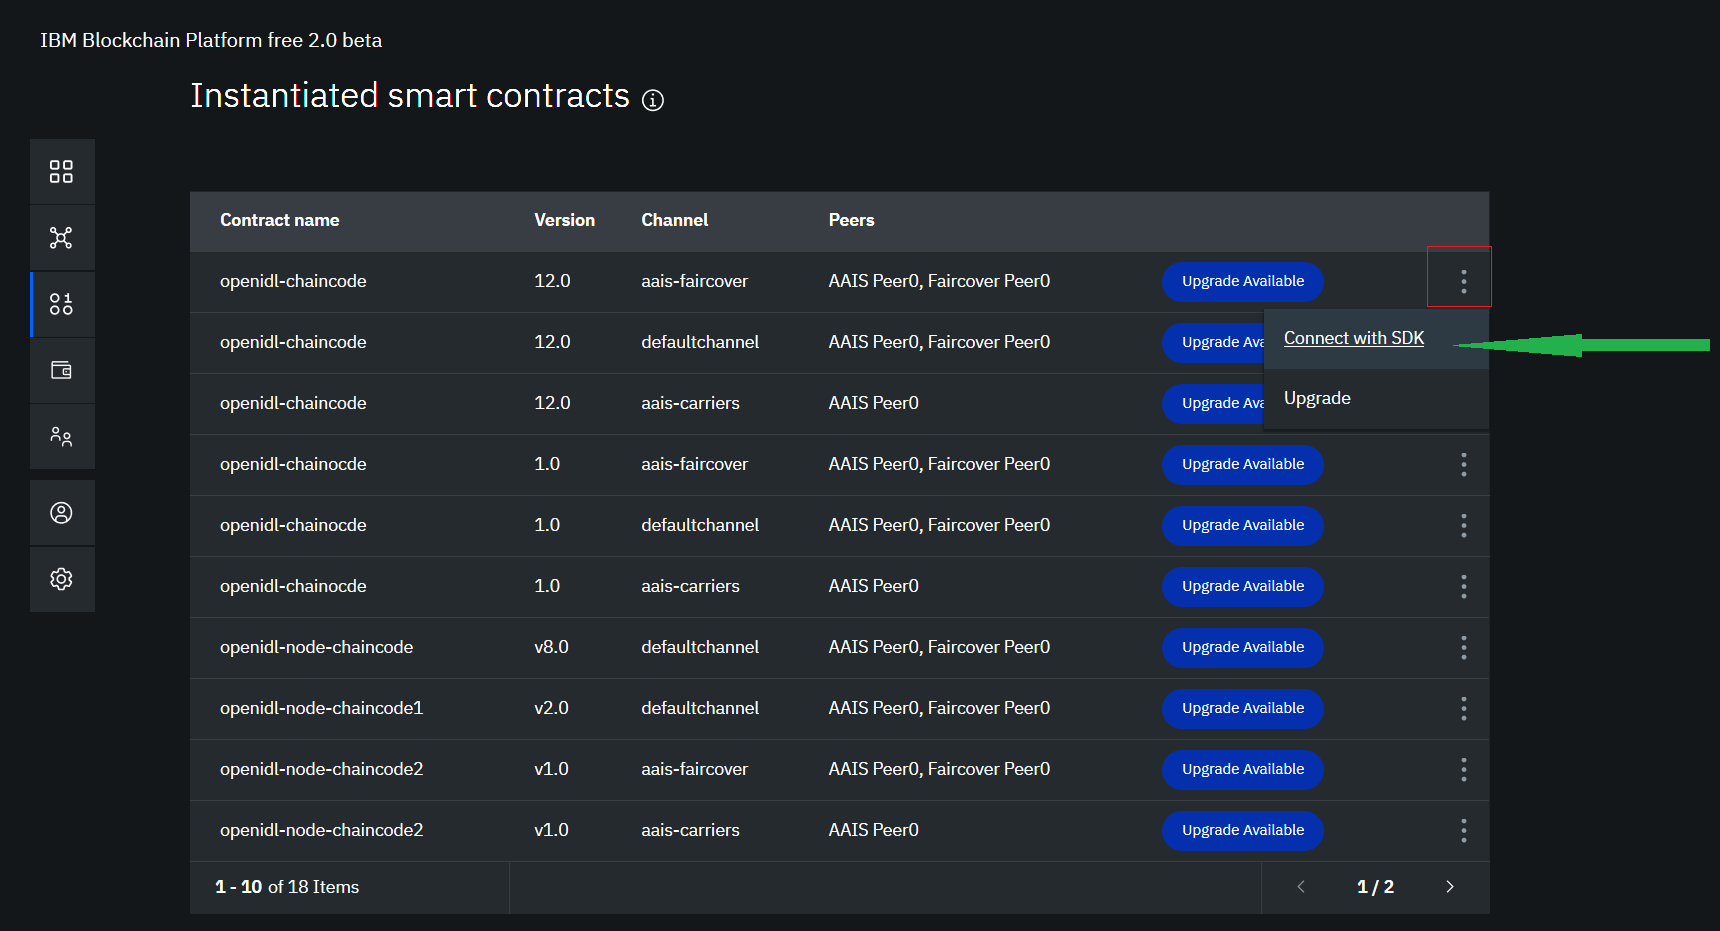 IBM Blockchain Platform free 2.0 beta
Instantiated smart contracts
Contract name Version Channel Peers
openidl-chaincode 12.0 aais-faircover AAIS Peer0, Faircover Peer0 Upgrade Available
openidl-chaincode 12.0 defaultchannel AAIS Peer0, Faircover Peer0 Upgrade Ava
Connect with SDK
openidl-chaincode 12.0 aais-carriers AAIS Peer0 Upgrade Ava
Upgrade
openidl-chainocde 1.0 aais-faircover AAIS Peer0, Faircover Peer0 Upgrade Available
openidl-chainocde 1.0 defaultchannel AAIS Peer0, Faircover Peer0 Upgrade Available
openidl-chainocde 1.0 aais-carriers AAIS Peer0 Upgrade Available
openidl-node-chaincode v8.0 defaultchannel AAIS Peer0, Faircover Peer0 Upgrade Available
openidl-node-chaincode1 v2.0 defaultchannel AAIS Peer0, Faircover Peer0 Upgrade Available
openidl-node-chaincode2 v1.0 aais-faircover AAIS Peer0, Faircover Peer0 Upgrade Available
openidl-node-chaincode2 v1.0 aais-carriers AAIS Peer0 Upgrade Available
1 - 10 of 18 Items 1 / 2